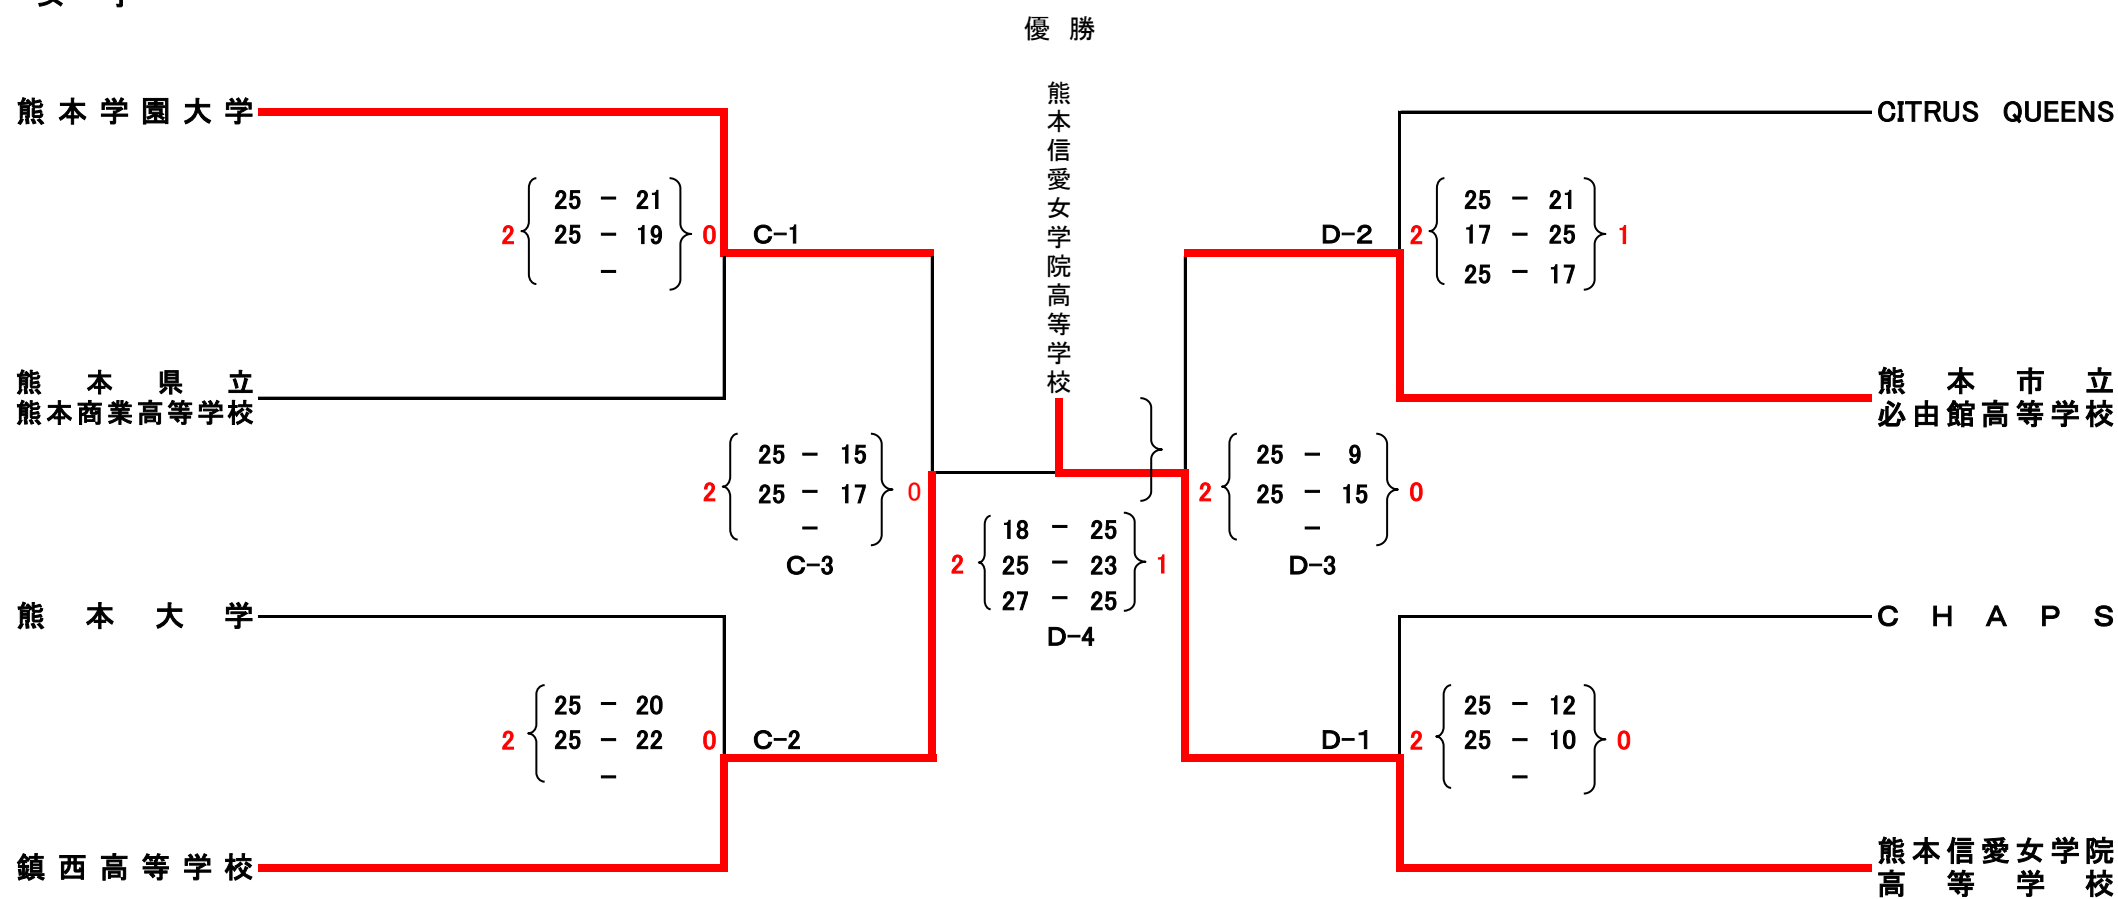 優 勝
熊本信愛女学院高等学校
熊本学園大学
CITRUS QUEENS
25 - 21
2 25 - 19 0
-
C-1
25 - 21
D-2 2 17 - 25 1
25 - 17
熊本県立
熊本商業高等学校
熊本市立
必由館高等学校
25 - 15
2 25 - 17 0
-
C-3
25 - 9
2 25 - 15 0
-
D-3
18 - 25
2 25 - 23 1
27 - 25
D-4
熊本大学
CHAPS
25 - 20
2 25 - 22 0
-
C-2
25 - 12
D-1 2 25 - 10 0
-
鎮西高等学校
熊本信愛女学院
高等学校